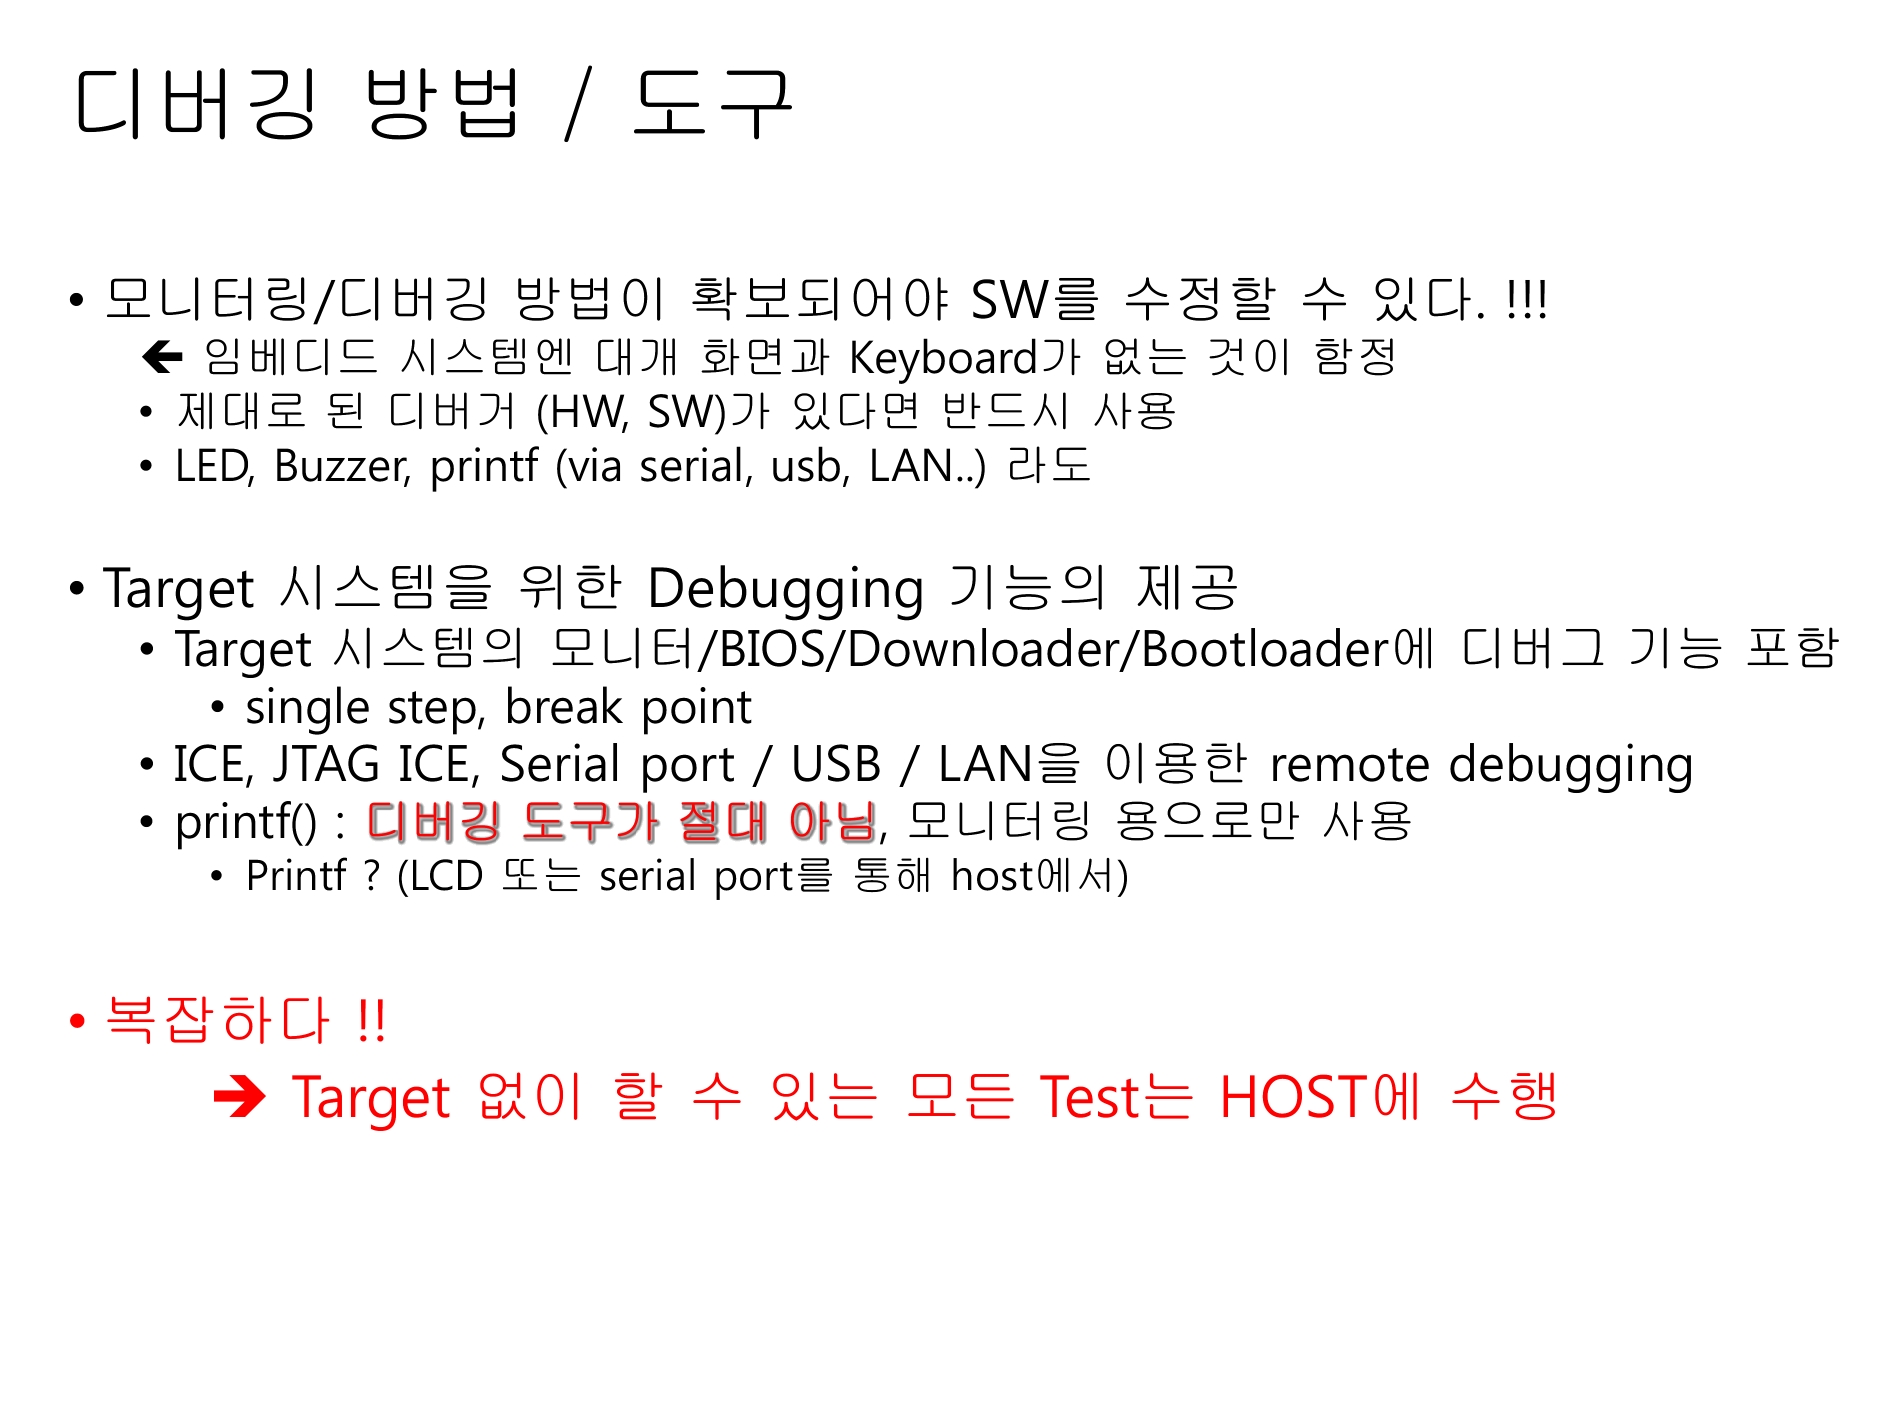 디버깅 방법 / 도구
• 모니터링/디버깅 방법이 확보되어야 SW를 수정할 수 있다. !!!
🡸 임베디드 시스템엔 대개 화면과 Keyboard가 없는 것이 함정
• 제대로 된 디버거 (HW, SW)가 있다면 반드시 사용
• LED, Buzzer, printf (via serial, usb, LAN..) 라도
• Target 시스템을 위한 Debugging 기능의 제공
• Target 시스템의 모니터/BIOS/Downloader/Bootloader에 디버그 기능 포함
• single step, break point
• ICE, JTAG ICE, Serial port / USB / LAN을 이용한 remote debugging
• printf() : 디버깅 도구가 절대 아님, 모니터링 용으로만 사용
• Printf ? (LCD 또는 serial port를 통해 host에서)
• 복잡하다 !!
🡺 Target 없이 할 수 있는 모든 Test는 HOST에 수행